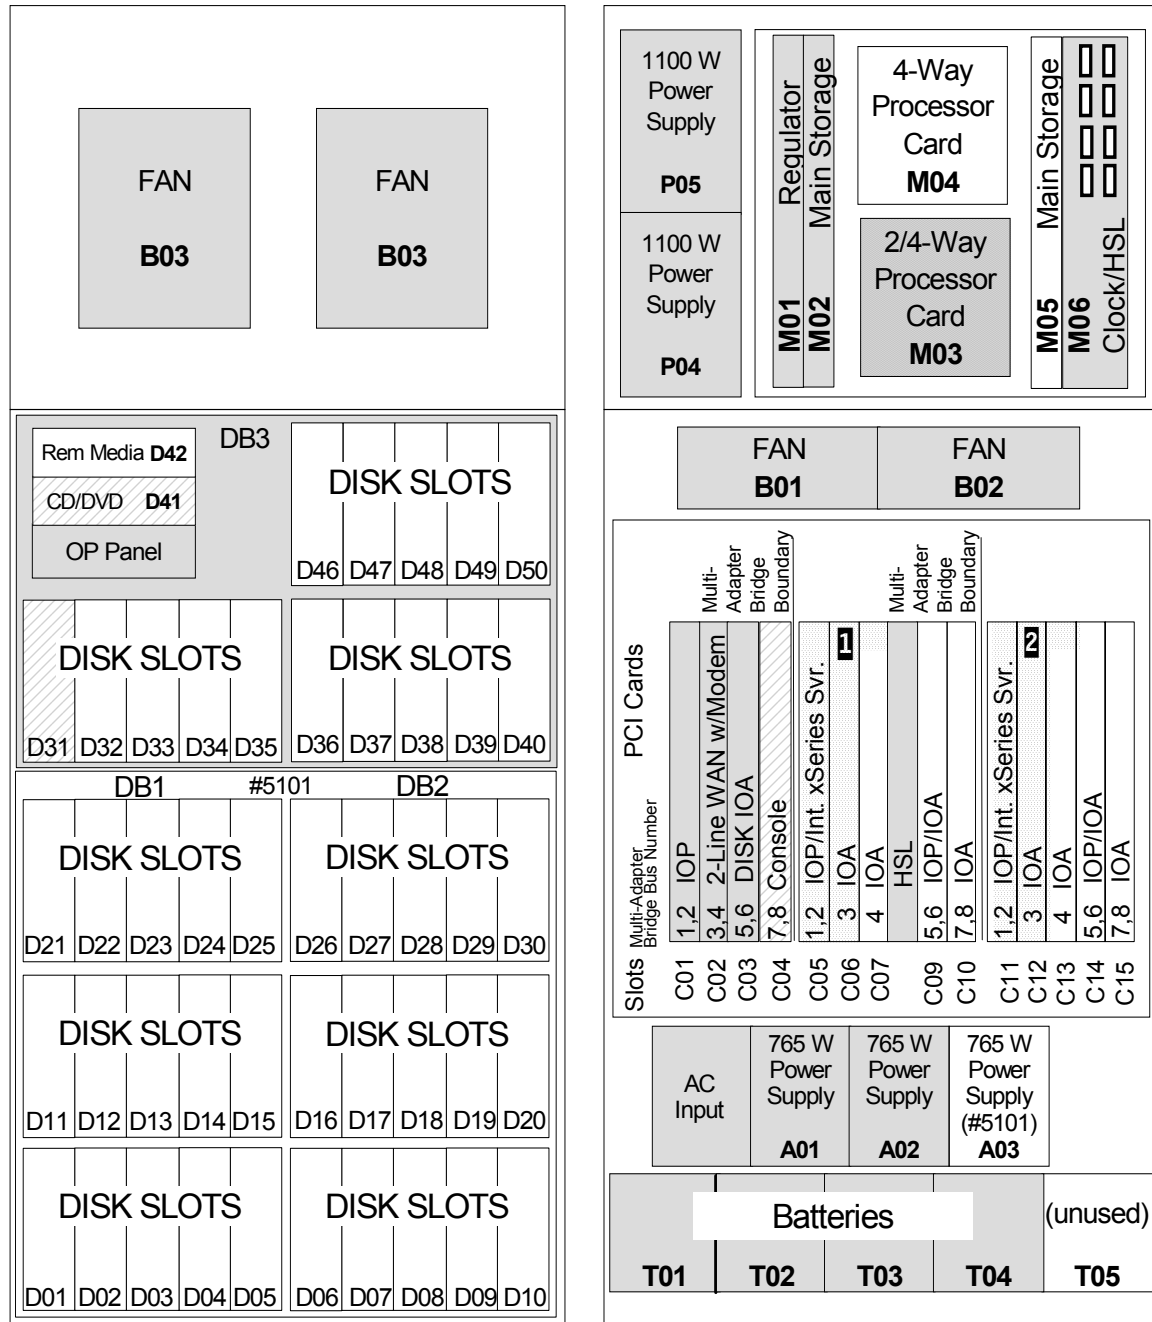 FAN
B03
FAN
B03
Rem Media D42
CD/DVD D41
OP Panel
DB3
DISK SLOTS
D46 D47 D48 D49 D50
DISK SLOTS
D31 D32 D33 D34 D35
DISK SLOTS
D36 D37 D38 D39 D40
DB1 #5101 DB2
DISK SLOTS
D21 D22 D23 D24 D25
DISK SLOTS
D26 D27 D28 D29 D30
DISK SLOTS
D11 D12 D13 D14 D15
DISK SLOTS
D16 D17 D18 D19 D20
DISK SLOTS
D01 D02 D03 D04 D05
DISK SLOTS
D06 D07 D08 D09 D10
1100 W
Power
Supply
P05
1100 W
Power
Supply
P04
M01 Regulator
M02 Main Storage
4-Way
Processor
Card
M04
2/4-Way
Processor
Card
M03
M05 Main Storage
M06
Clock/HSL
FAN
B01
FAN
B02
Multi-
Adapter
Bridge
Boundary
Multi-
Adapter
Bridge
Boundary
Slots
Multi-Adapter
Bridge Bus Number
PCI Cards
C01 1,2 IOP
C02 3,4 2-Line WAN w/Modem
C03 5,6 DISK IOA
C04 7,8 Console
C05 1,2 IOP/Int. xSeries Svr.
C06 3 IOA 1
C07 4 IOA
HSL
C09 5,6 IOP/IOA
C10 7,8 IOA
C11 1,2 IOP/Int. xSeries Svr.
C12 3 IOA 2
C13 4 IOA
C14 5,6 IOP/IOA
C15 7,8 IOA
AC
Input
765 W
Power
Supply
A01
765 W
Power
Supply
A02
765 W
Power
Supply
(#5101)
A03
Batteries
(unused)
T01 T02 T03 T04 T05